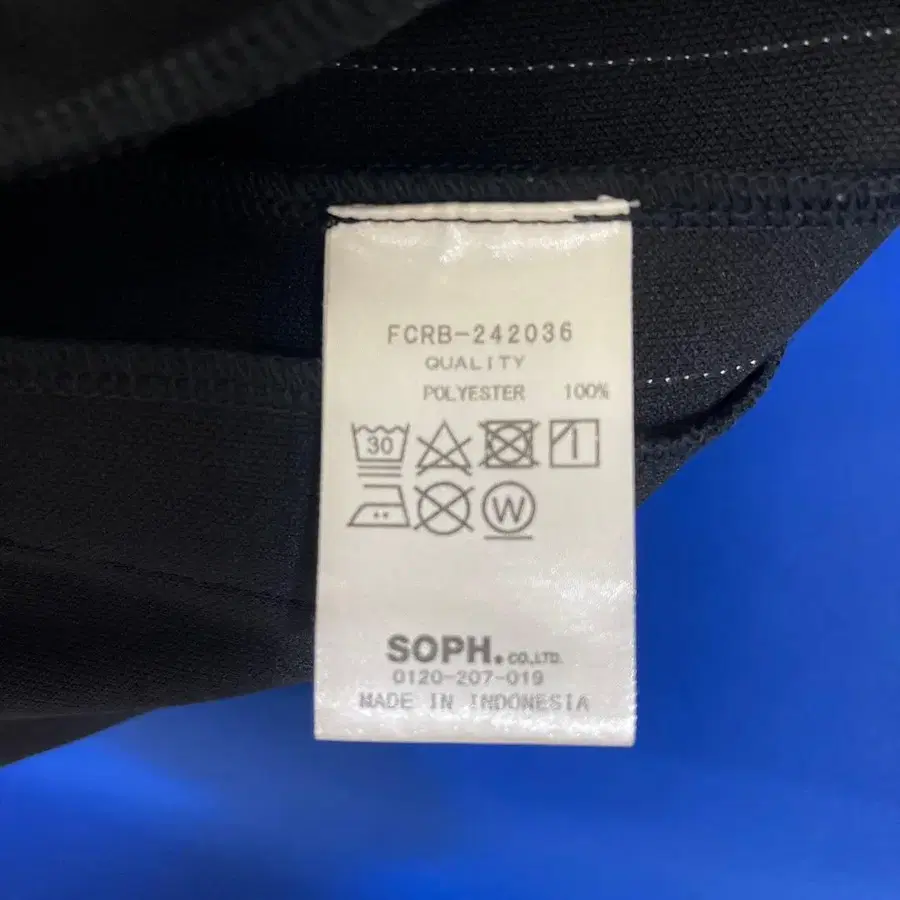 FCRB-242036
QUALITY
POLYESTER 100%
30
W
SOPH. CO.,LTD.
0120-207-019
MADE IN INDONESIA